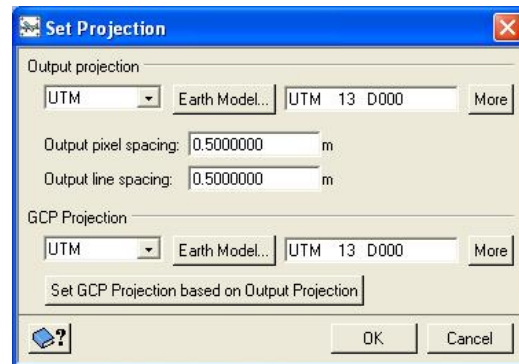 Set Projection
Output projection
UTM Earth Model... UTM 13 D000 More
Output pixel spacing: 0.5000000 m
Output line spacing: 0.5000000 m
GCP Projection
UTM Earth Model... UTM 13 D000 More
Set GCP Projection based on Output Projection
? OK Cancel